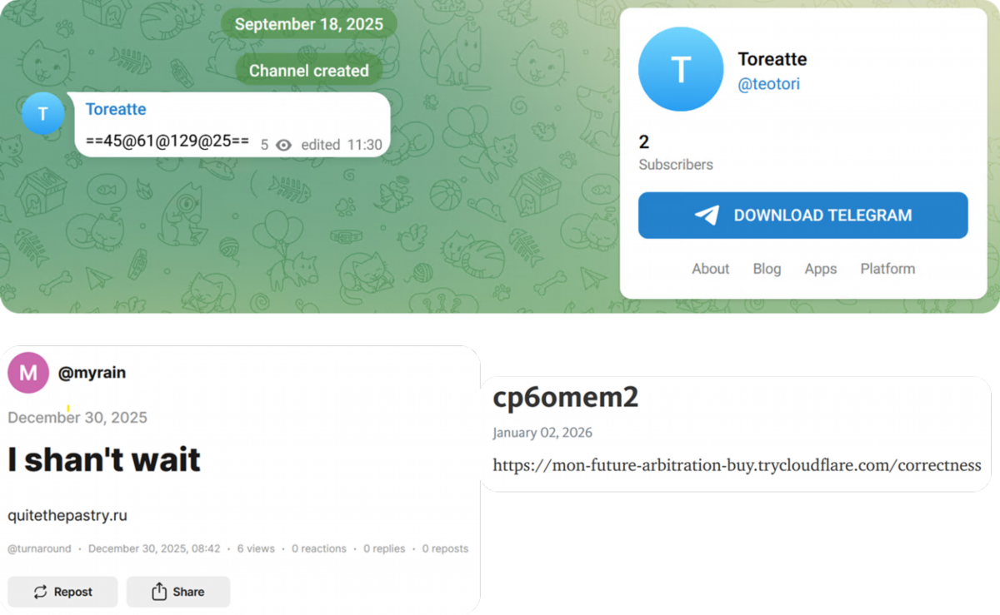 September 18, 2025
Channel created
T
Toreatte
==45@61@129@25== 5 edited 11:30
T
Toreatte
@teotori
2
Subscribers
DOWNLOAD TELEGRAM
About Blog Apps Platform
M @myrain
December 30, 2025
I shan't wait
quitethepastry.ru
@turnaround · December 30, 2025, 08:42 · 6 views · 0 reactions · 0 replies · 0 reposts
Repost Share
cp6omem2
January 02, 2026
https://mon-future-arbitration-buy.trycloudflare.com/correctness